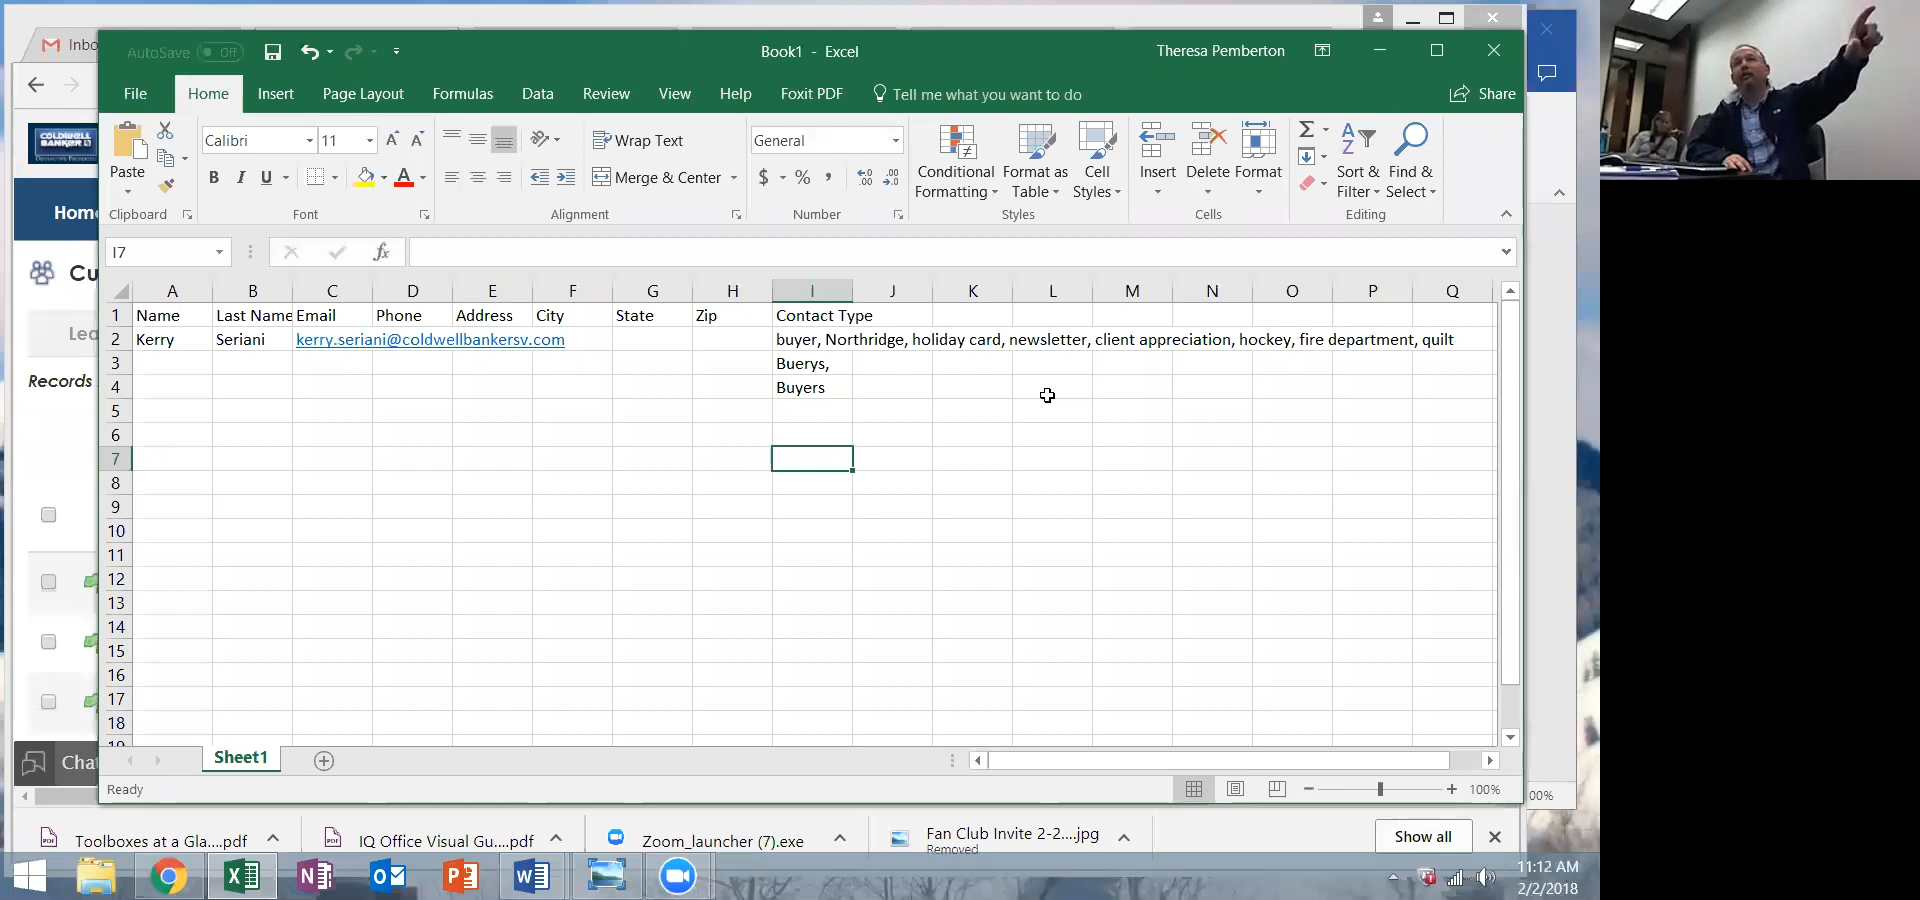 Inbo
AutoSave Off
Book1 - Excel
Theresa Pemberton
File Home Insert Page Layout Formulas Data Review View Help Foxit PDF Tell me what you want to do
Share
COLDWELL BANKER
Calibri 11
Wrap Text
General
Paste
B I U
A
Merge & Center
$ % ,
Conditional Formatting
Format as Table
Cell Styles
Insert Delete Format
Sort & Filter
Find & Select
Clipboard Font Alignment Number Styles Cells Editing
Home
I7
fx
Cu
A B C D E F G H I J K L M N O P Q
1 Name Last Name Email Phone Address City State Zip Contact Type
2 Kerry Seriani kerry.seriani@coldwellbankersv.com buyer, Northridge, holiday card, newsletter, client appreciation, hockey, fire department, quilt
Lea
3 Buerys,
Records
4 Buyers
5
6
7
8
9
10
11
12
13
14
15
16
17
18
19
Sheet1
Chat
Ready
100%
00%
Toolboxes at a Gla....pdf
IQ Office Visual Gu....pdf
Zoom_launcher (7).exe
Fan Club Invite 2-2....jpg
Removed
Show all
11:12 AM
2/2/2018